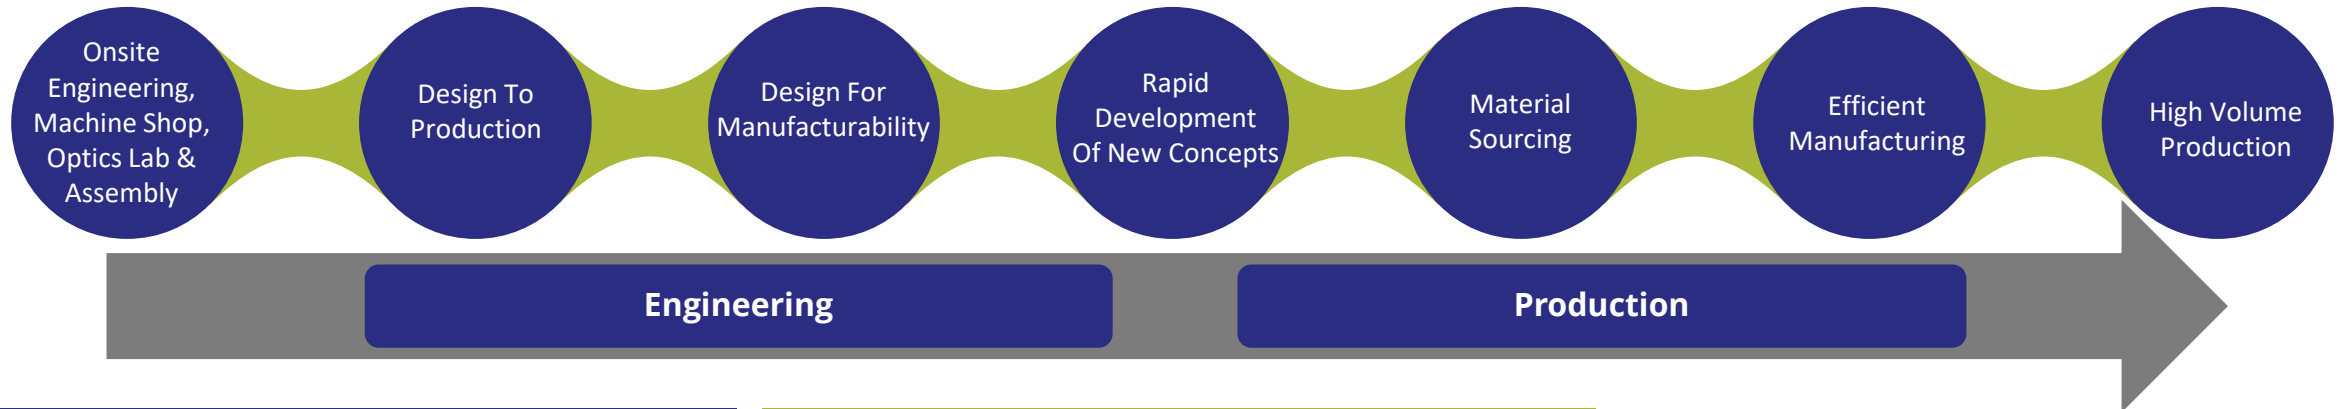 Onsite
Engineering,
Machine Shop,
Optics Lab &
Assembly
Design To
Production
Design For
Manufacturability
Rapid
Development
Of New Concepts
Material
Sourcing
Efficient
Manufacturing
High Volume
Production
Engineering
Production